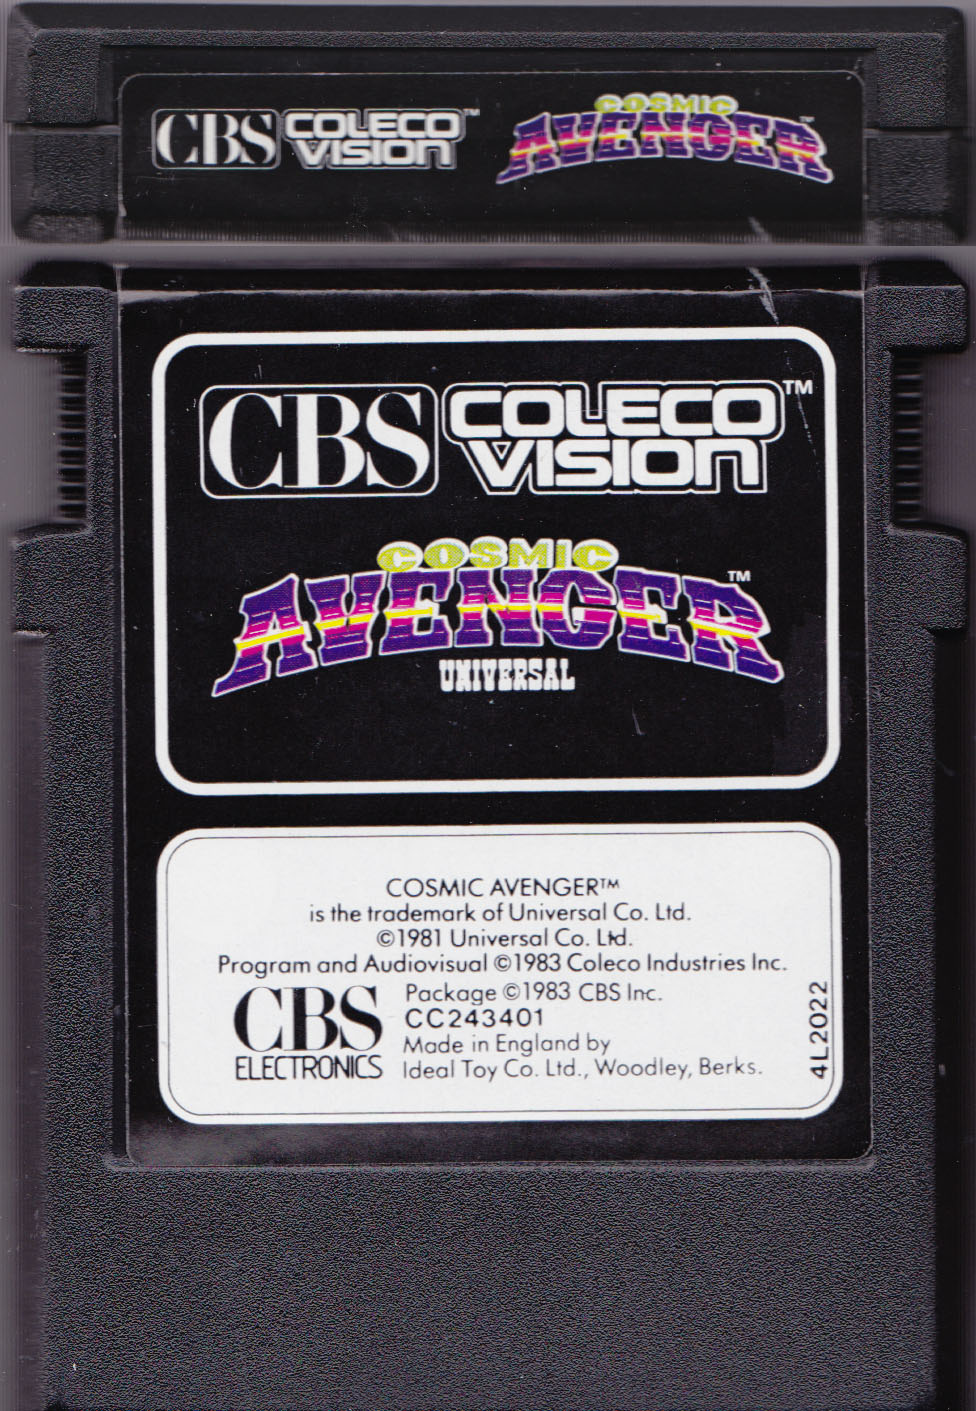 CBS COLECO VISION™ COSMIC AVENGER™
CBS COLECO™
VISION
COSMIC
AVENGER™
UNIVERSAL
COSMIC AVENGER™
is the trademark of Universal Co. Ltd.
©1981 Universal Co. Ltd.
Program and Audiovisual ©1983 Coleco Industries Inc.
CBS
ELECTRONICS
Package ©1983 CBS Inc.
CC243401
Made in England by
Ideal Toy Co. Ltd., Woodley, Berks.
4L2022